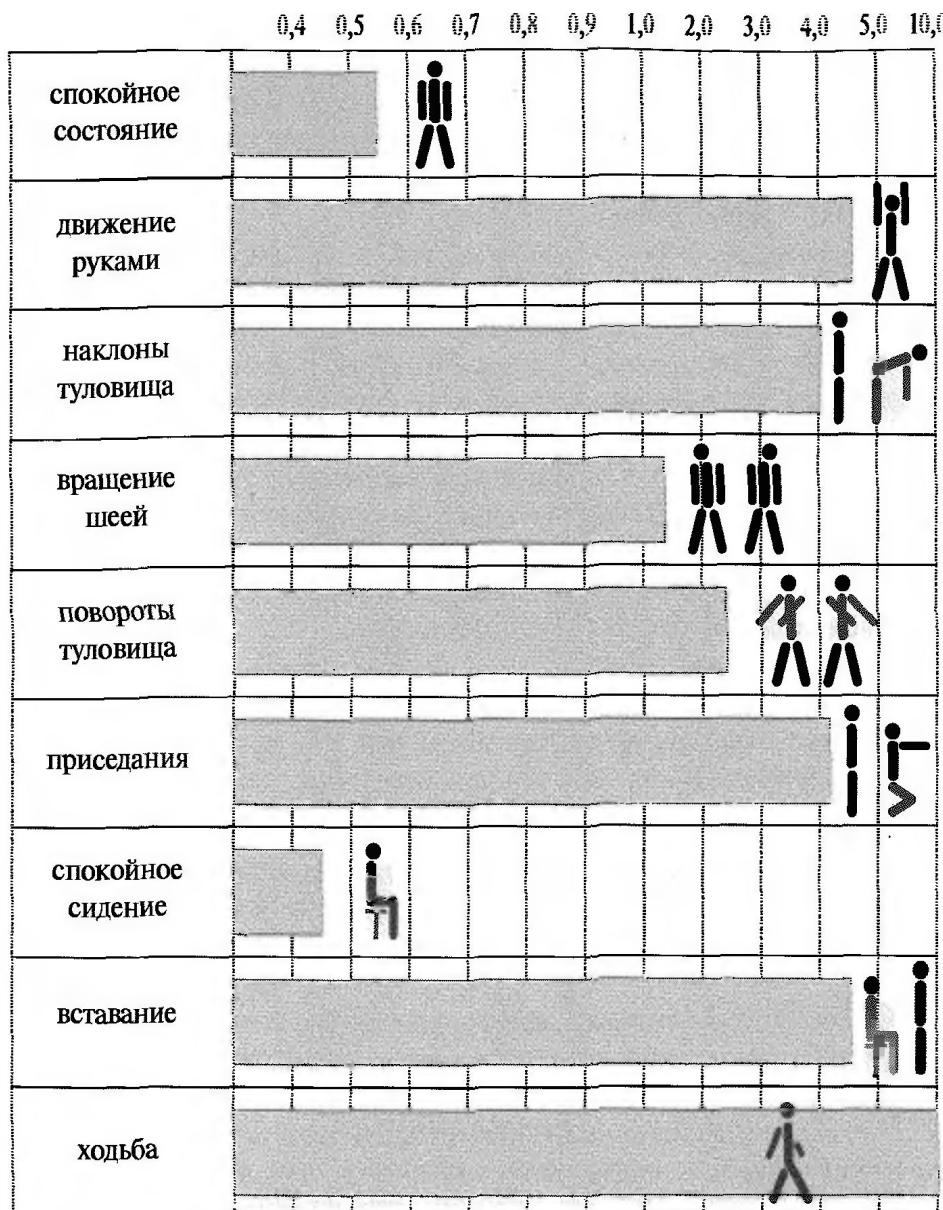 0,4 0,5 0,6 0,7 0,8 0,9 1,0 2,0 3,0 4,0 5,0 10,0
спокойное
состояние
движение
руками
наклоны
туловища
вращение
шеей
повороты
туловища
приседания
спокойное
сидение
вставание
ходьба